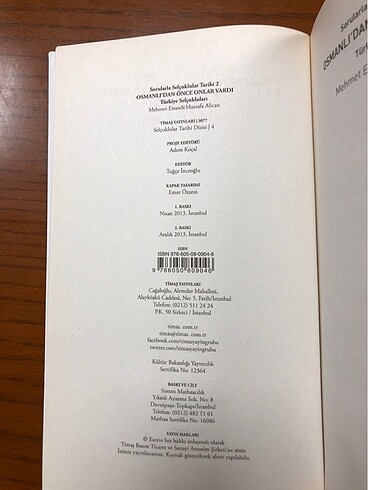 Sorularla Selçuklular Tarihi 2
OSMANLI'DAN ÖNCE ONLAR VARDI
Türkiye Selçukluları
Mehmet Ersan&Mustafa Alican
TİMAŞ YAYINLARI | 3077
Selçuklular Tarihi Dizisi | 4
PROJE EDİTÖRÜ
Adem Koçal
EDİTÖR
Tuğçe İnceoğlu
KAPAK TASARIMI
Emre Özeren
1. BASKI
Nisan 2013, İstanbul
2. BASKI
Aralık 2013, İstanbul
ISBN
ISBN 978-605-08-0904-6
9 786050 809046
TİMAŞ YAYINLARI
Cağaloğlu, Alemdar Mahallesi,
Alayköşkü Caddesi, No: 5, Fatih/İstanbul
Telefon: (0212) 511 24 24
P.K. 50 Sirkeci / İstanbul
timas.com.tr
timas@timas.com.tr
facebook.com/timasyayingrubu
twitter.com/timasyayingrubu
Kültür Bakanlığı Yayıncılık
Sertifika No: 12364
BASKI VE CİLT
Sistem Matbaacılık
Yılanlı Ayazma Sok. No: 8
Davutpaşa-Topkapı/İstanbul
Telefon: (0212) 482 11 01
Matbaa Sertifika No: 16086
YAYIN HAKLARI
© Eserin her hakkı anlaşmalı olarak
Timaş Basım Ticaret ve Sanayi Anonim Şirketi'ne aittir.
İzinsiz yayınlanamaz. Kaynak gösterilerek alıntı yapılabilir.
Sorularla
OSMANLI'DAN
Türki
Mehmet E